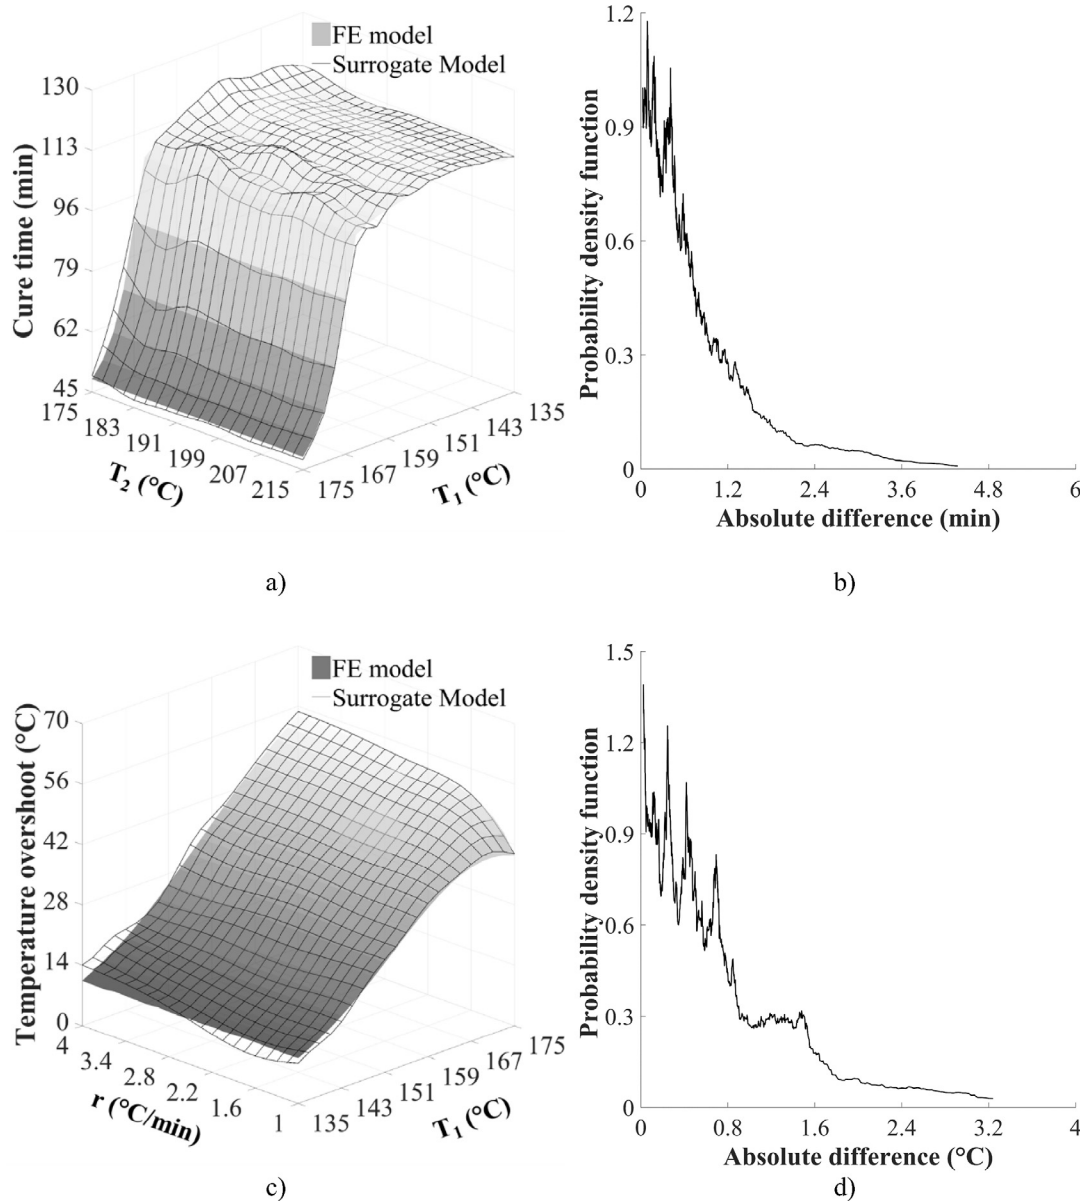 FE model
Surrogate Model
Cure time (min)
130
113
96
79
62
45
175
183
191
199
207
215
T₂ (°C)
175
167
159
151
143
135
T₁ (°C)
a)
Probability density function
1.2
0.9
0.6
0.3
0
0 1.2 2.4 3.6 4.8 6
Absolute difference (min)
b)
FE model
Surrogate Model
Temperature overshoot (°C)
70
56
42
28
14
0
4
3.4
2.8
2.2
1.6
1
r (°C/min)
135
143
151
159
167
175
T₁ (°C)
c)
Probability density function
1.5
1.2
0.9
0.6
0.3
0
0 0.8 1.6 2.4 3.2 4
Absolute difference (°C)
d)